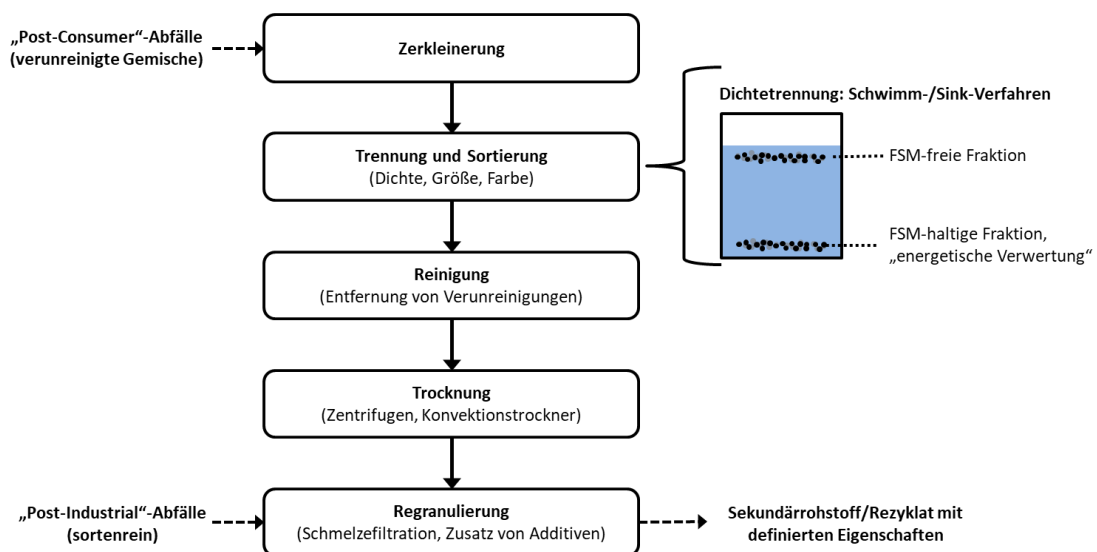 „Post-Consumer“-Abfälle
(verunreinigte Gemische)
Zerkleinerung
Dichtetrennung: Schwimm-/Sink-Verfahren
Trennung und Sortierung
(Dichte, Größe, Farbe)
FSM-freie Fraktion
FSM-haltige Fraktion,
„energetische Verwertung“
Reinigung
(Entfernung von Verunreinigungen)
Trocknung
(Zentrifugen, Konvektionstrockner)
„Post-Industrial“-Abfälle
(sortenrein)
Regranulierung
(Schmelzefiltration, Zusatz von Additiven)
Sekundärrohstoff/Rezyklat mit
definierten Eigenschaften